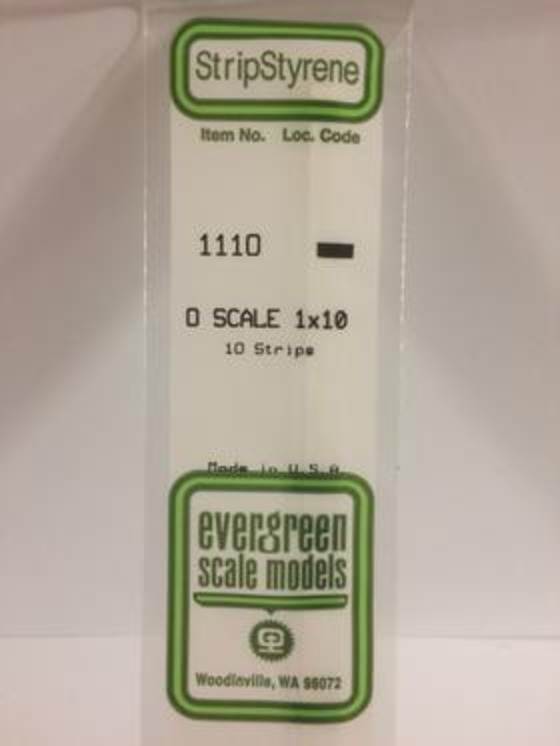 StripStyrene
Item No. Loc. Code
1110
O SCALE 1x10
10 Strips
Made in U.S.A.
evergreen
scale models
Woodinville, WA 98072